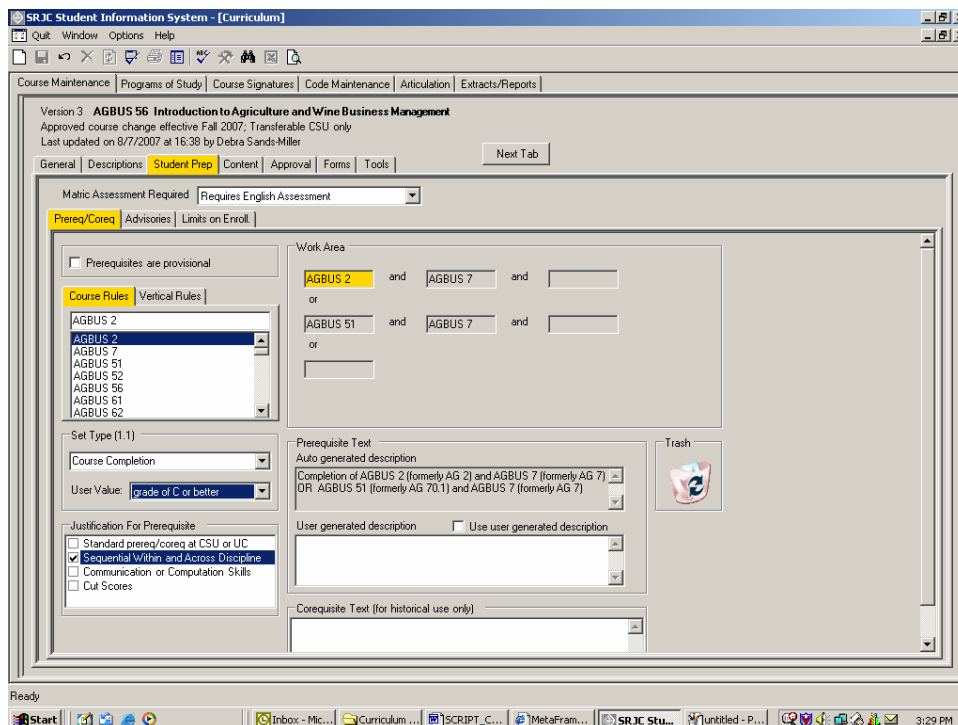 SRJC Student Information System - [Curriculum]
Quit Window Options Help
Course Maintenance Programs of Study Course Signatures Code Maintenance Articulation Extracts/Reports
Version 3 AGBUS 56 Introduction to Agriculture and Wine Business Management
Approved course change effective Fall 2007; Transferable CSU only
Last updated on 8/7/2007 at 16:38 by Debra Sands-Miller
Next Tab
General Descriptions Student Prep Content Approval Forms Tools
Matric Assessment Required Requires English Assessment
Prereq/Coreq Advisories Limits on Enroll.
Prerequisites are provisional
Course Rules Vertical Rules
AGBUS 2
AGBUS 2
AGBUS 7
AGBUS 51
AGBUS 52
AGBUS 56
AGBUS 61
AGBUS 62
Set Type (1.1)
Course Completion
User Value: grade of C or better
Justification For Prerequisite
Standard prereq/coreq at CSU or UC
Sequential Within and Across Discipline
Communication or Computation Skills
Cut Scores
Work Area
AGBUS 2 and AGBUS 7 and
or
AGBUS 51 and AGBUS 7 and
or
Prerequisite Text
Auto generated description
Completion of AGBUS 2 (formerly AG 2) and AGBUS 7 (formerly AG 7)
OR AGBUS 51 (formerly AG 70.1) and AGBUS 7 (formerly AG 7)
User generated description Use user generated description
Corequisite Text (for historical use only)
Trash
Ready
Start Inbox - Mic... Curriculum ... SCRIPT_C... MetaFram... SRJC Stu... untitled - P... 3:29 PM